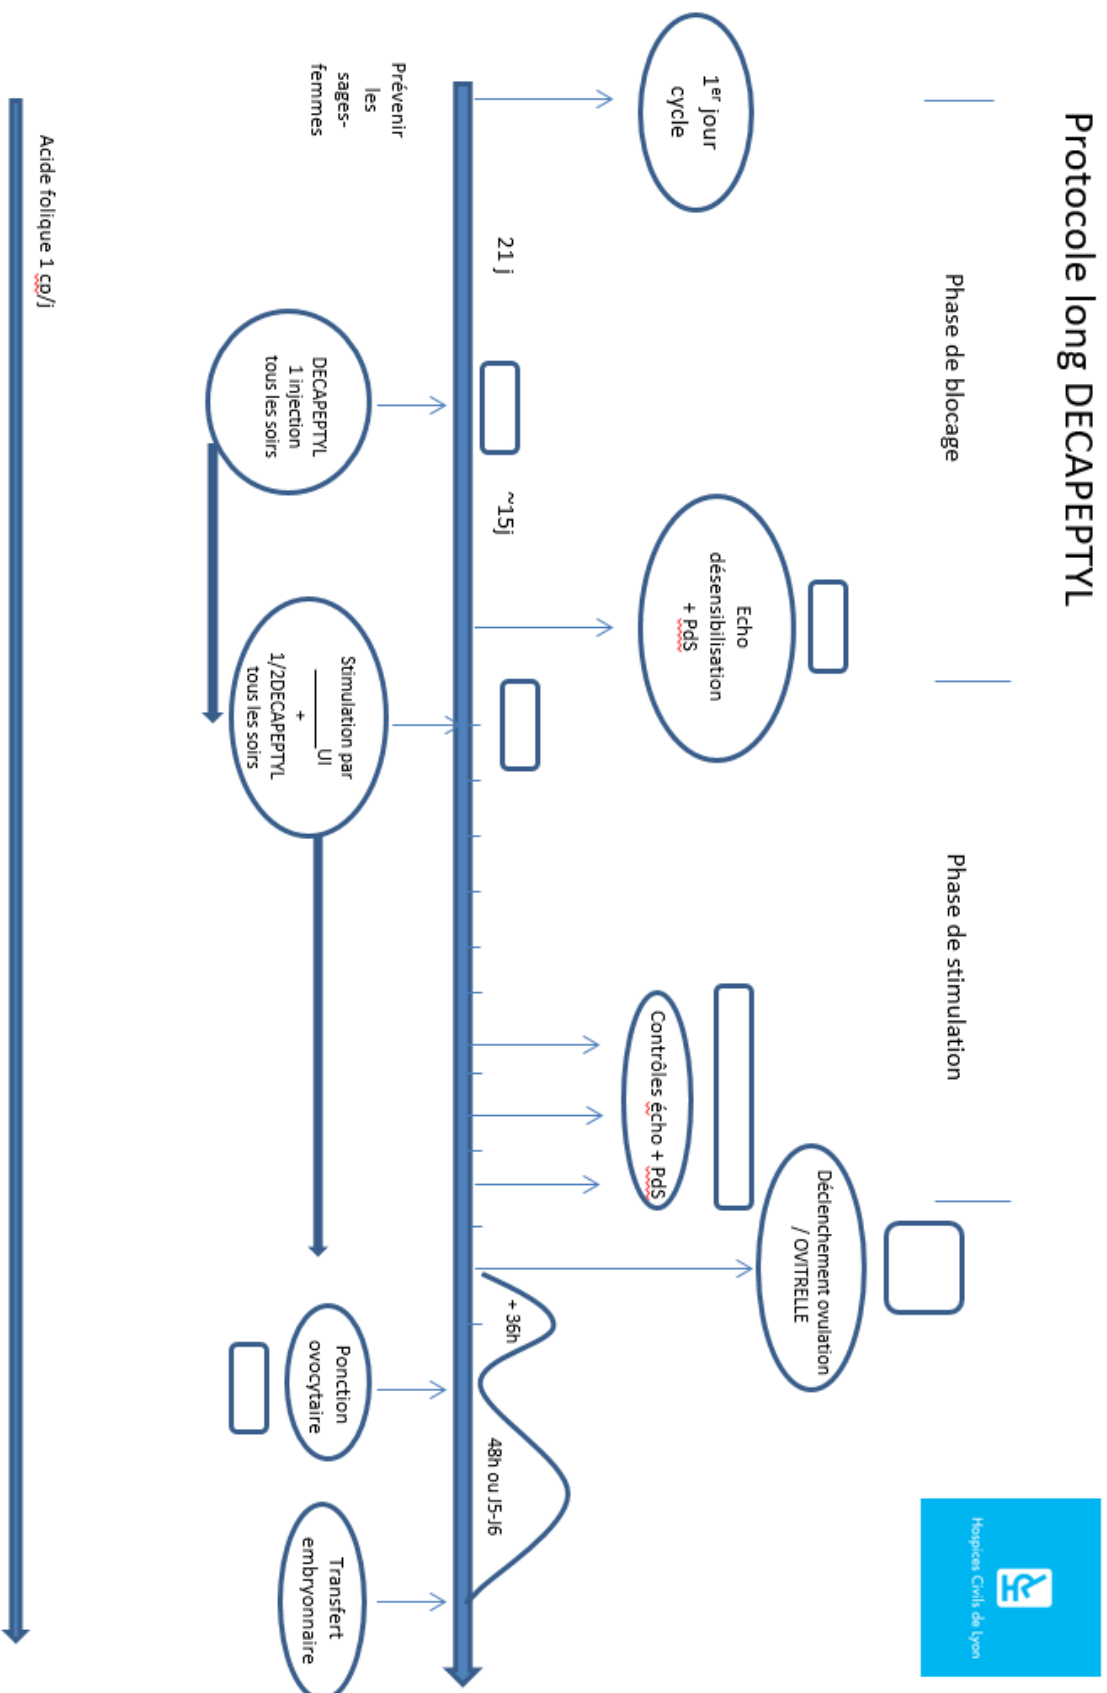 Protocole long DECAPEPTYL
Hospices Civils de Lyon
Phase de blocage
Phase de stimulation
1er jour
cycle
Echo
désensibilisation
+ PdS
Contrôles écho + PdS
Déclenchement ovulation
/ OVITRELLE
21 j
~15j
+ 36h
48h ou J5-J6
Prévenir
les
sages-
femmes
DECAPEPTYL
1 injection
tous les soirs
Stimulation par
________UI
+
1/2DECAPEPTYL
tous les soirs
Ponction
ovocytaire
Transfert
embryonnaire
Acide folique 1 cp/j